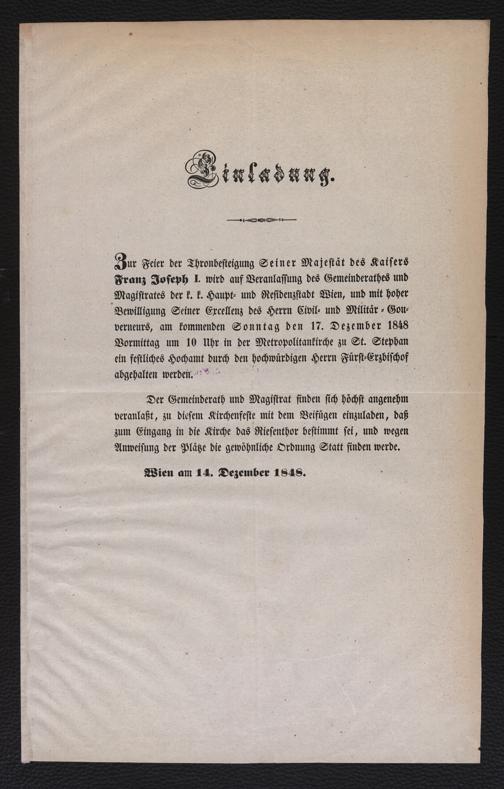 Einladung.
Zur Feier der Thronbesteigung Seiner Majestät des Kaisers
Franz Joseph I. wird auf Veranlassung des Gemeinderathes und
Magistrates der k. k. Haupt- und Residenzstadt Wien, und mit hoher
Bewilligung Seiner Excellenz des Herrn Civil- und Militär-Gou-
verneurs, am kommenden Sonntag den 17. Dezember 1848
Vormittag um 10 Uhr in der Metropolitankirche zu St. Stephan
ein festliches Hochamt durch den hochwürdigen Herrn Fürst-Erzbischof
abgehalten werden.
Der Gemeinderath und Magistrat finden sich höchst angenehm
veranlaßt, zu diesem Kirchenfeste mit dem Beifügen einzuladen, daß
zum Eingang in die Kirche das Riesenthor bestimmt sei, und wegen
Anweisung der Plätze die gewöhnliche Ordnung Statt finden werde.
Wien am 14. Dezember 1848.